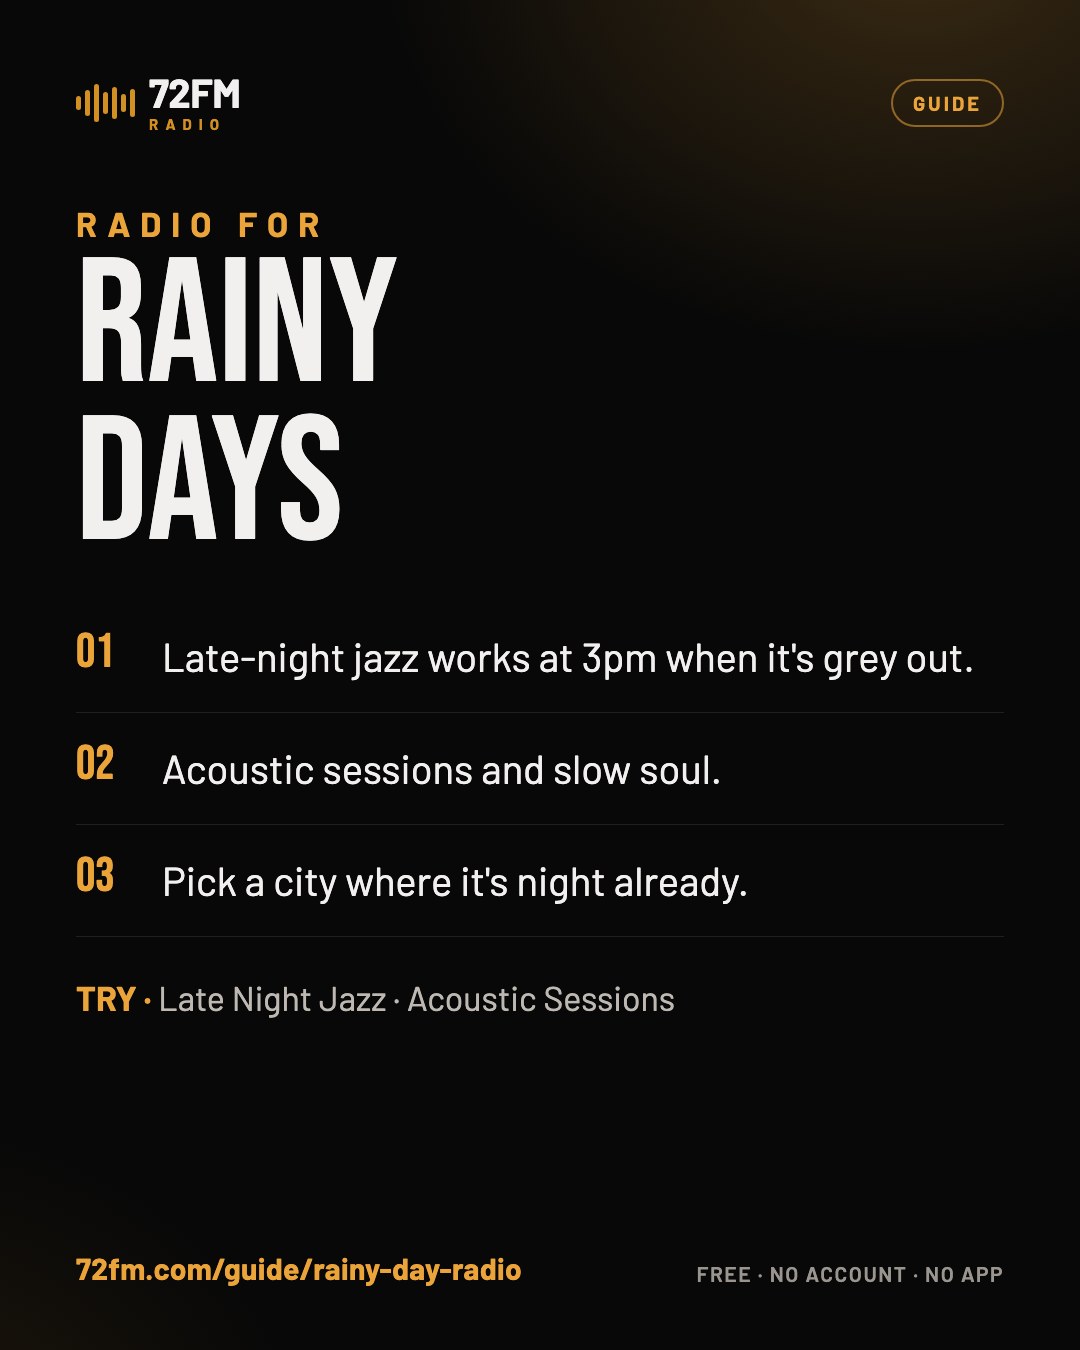 72FM
RADIO
GUIDE
RADIO FOR
RAINY
DAYS
01 Late-night jazz works at 3pm when it's grey out.
02 Acoustic sessions and slow soul.
03 Pick a city where it's night already.
TRY · Late Night Jazz · Acoustic Sessions
72fm.com/guide/rainy-day-radio
FREE · NO ACCOUNT · NO APP